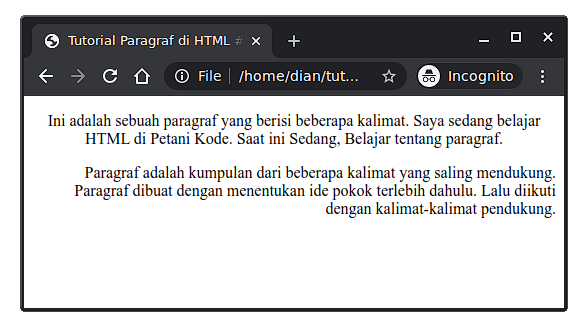 Tutorial Paragraf di HTML #
File
/home/dian/tut...
Incognito
Ini adalah sebuah paragraf yang berisi beberapa kalimat. Saya sedang belajar
HTML di Petani Kode. Saat ini Sedang, Belajar tentang paragraf.
Paragraf adalah kumpulan dari beberapa kalimat yang saling mendukung.
Paragraf dibuat dengan menentukan ide pokok terlebih dahulu. Lalu diikuti
dengan kalimat-kalimat pendukung.